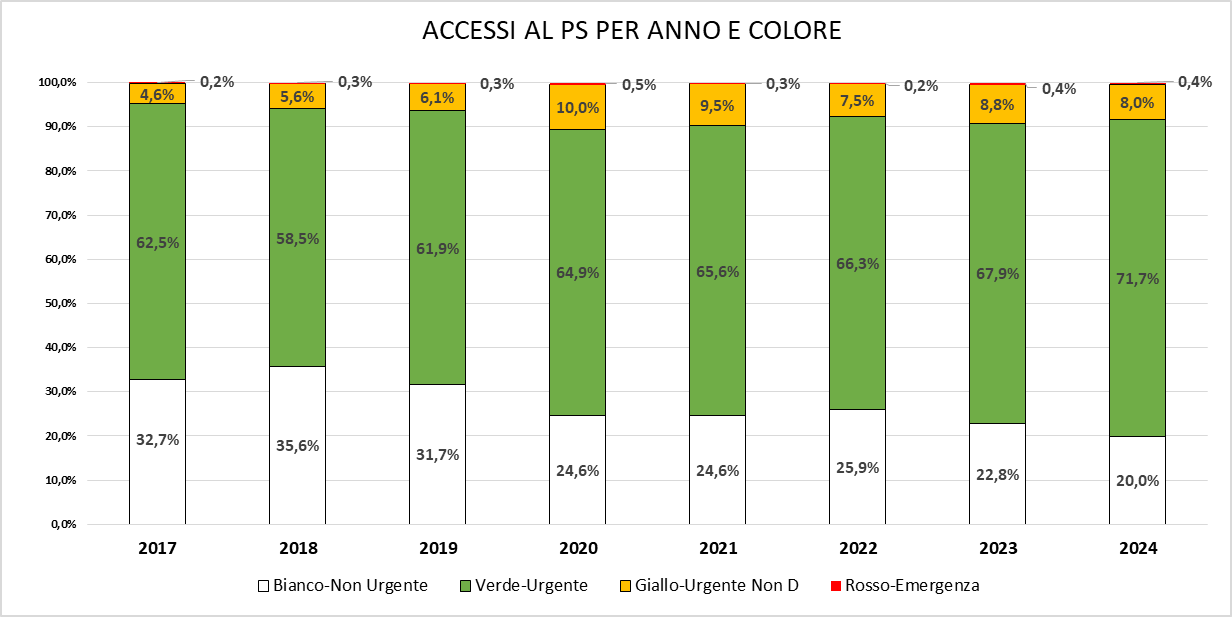 ACCESSI AL PS PER ANNO E COLORE
100,0%
90,0%
80,0%
70,0%
60,0%
50,0%
40,0%
30,0%
20,0%
10,0%
0,0%
0,2% 0,3% 0,3% 0,5% 0,3% 0,2% 0,4% 0,4%
4,6% 5,6% 6,1% 10,0% 9,5% 7,5% 8,8% 8,0%
62,5% 58,5% 61,9% 64,9% 65,6% 66,3% 67,9% 71,7%
32,7% 35,6% 31,7% 24,6% 24,6% 25,9% 22,8% 20,0%
2017 2018 2019 2020 2021 2022 2023 2024
Bianco-Non Urgente Verde-Urgente Giallo-Urgente Non D Rosso-Emergenza